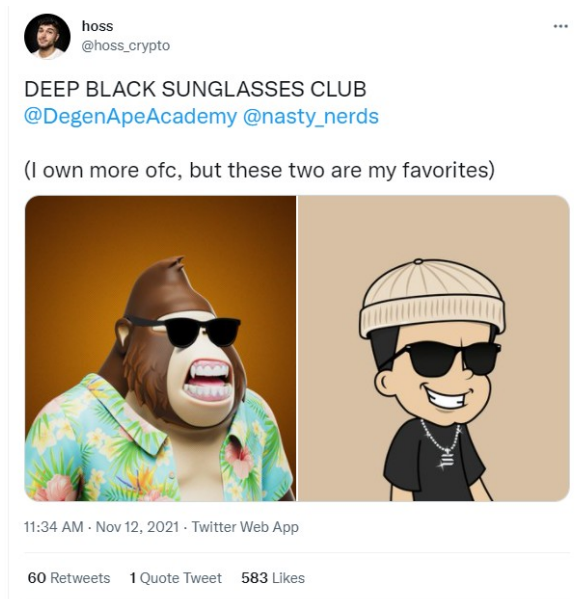 hoss
@hoss_crypto
DEEP BLACK SUNGLASSES CLUB
@DegenApeAcademy @nasty_nerds
(I own more ofc, but these two are my favorites)
11:34 AM · Nov 12, 2021 · Twitter Web App
60 Retweets 1 Quote Tweet 583 Likes